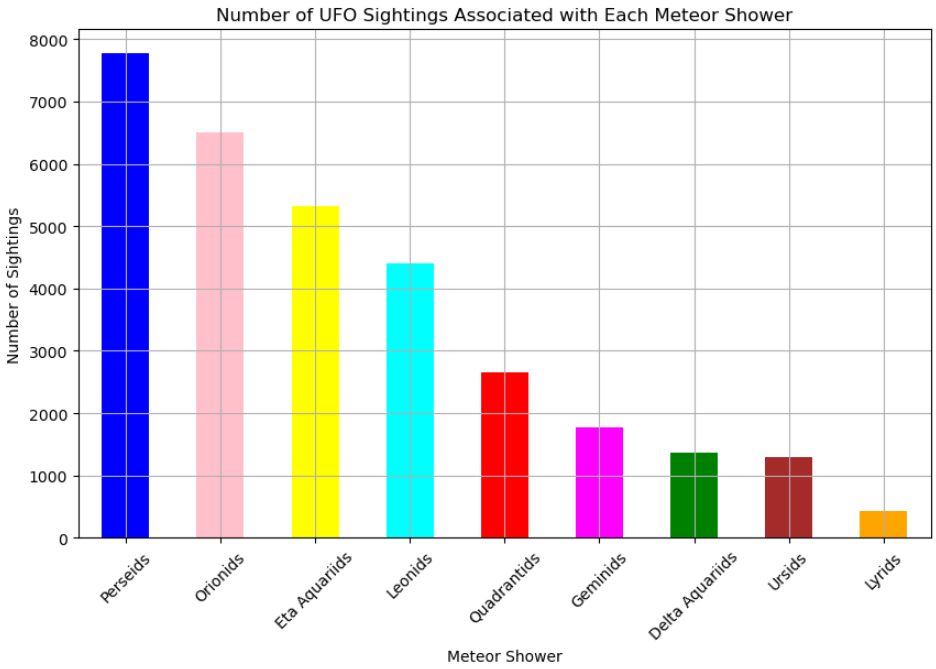 Number of UFO Sightings Associated with Each Meteor Shower
Number of Sightings
8000
7000
6000
5000
4000
3000
2000
1000
0
Perseids
Orionids
Eta Aquariids
Leonids
Quadrantids
Geminids
Delta Aquariids
Ursids
Lyrids
Meteor Shower